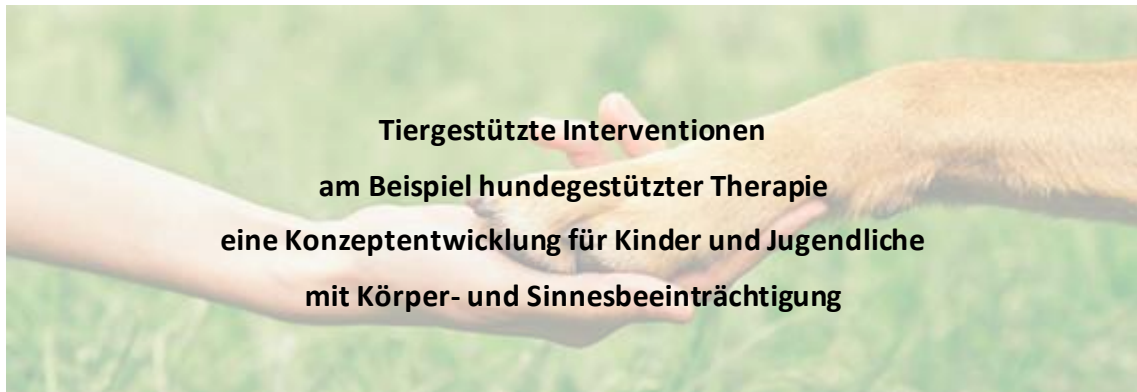 Tiergestützte Interventionen
am Beispiel hundegestützter Therapie
eine Konzeptentwicklung für Kinder und Jugendliche
mit Körper- und Sinnesbeeinträchtigung